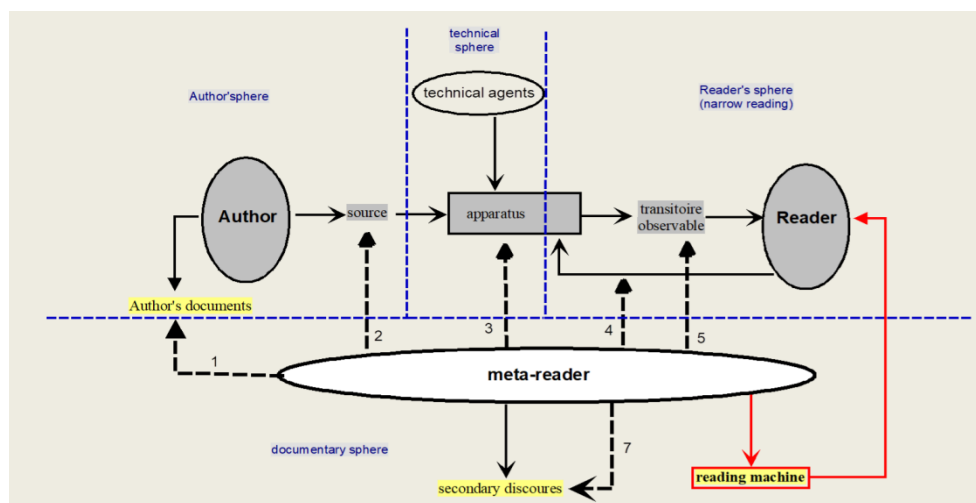 technical
sphere
Author'sphere
Reader's sphere
(narrow reading)
technical agents
Author
source
apparatus
transitoire
observable
Reader
Author's documents
1
2
3
4
5
meta-reader
documentary sphere
7
secondary discoures
reading machine